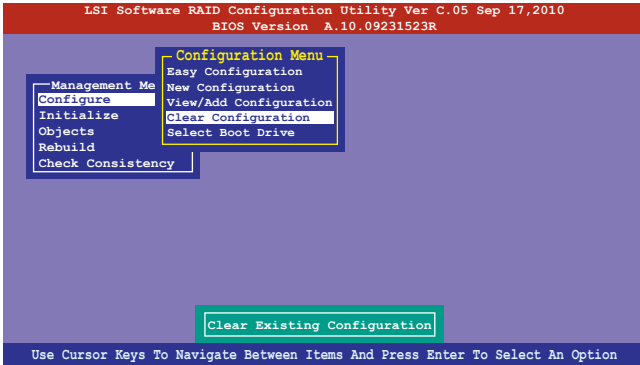 LSI Software RAID Configuration Utility Ver C.05 Sep 17,2010
BIOS Version A.10.09231523R
Configuration Menu
Easy Configuration
New Configuration
View/Add Configuration
Clear Configuration
Select Boot Drive
Management Me
Configure
Initialize
Objects
Rebuild
Check Consistency
Clear Existing Configuration
Use Cursor Keys To Navigate Between Items And Press Enter To Select An Option